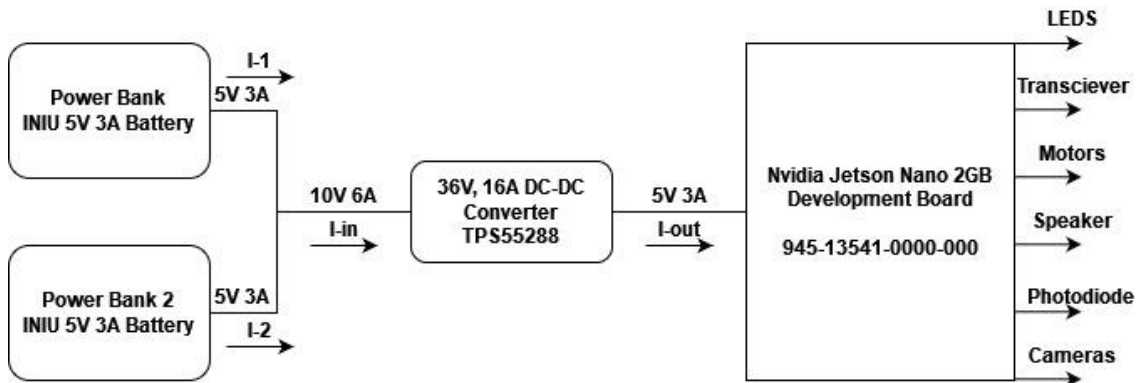 Power Bank
INIU 5V 3A Battery
I-1
5V 3A
Power Bank 2
INIU 5V 3A Battery
5V 3A
I-2
10V 6A
I-in
36V, 16A DC-DC
Converter
TPS55288
5V 3A
I-out
Nvidia Jetson Nano 2GB
Development Board
945-13541-0000-000
LEDS
Transciever
Motors
Speaker
Photodiode
Cameras